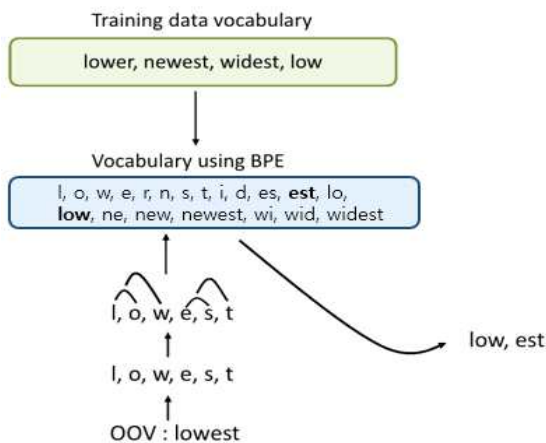 Training data vocabulary
lower, newest, widest, low
Vocabulary using BPE
l, o, w, e, r, n, s, t, i, d, es, est, lo,
low, ne, new, newest, wi, wid, widest
l, o, w, e, s, t
low, est
l, o, w, e, s, t
OOV : lowest